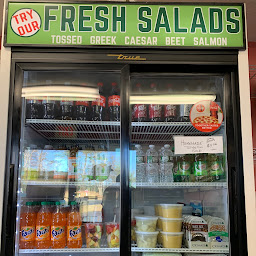 TRY
OUR
FRESH SALADS
TOSSED GREEK CAESAR BEET SALMON
True